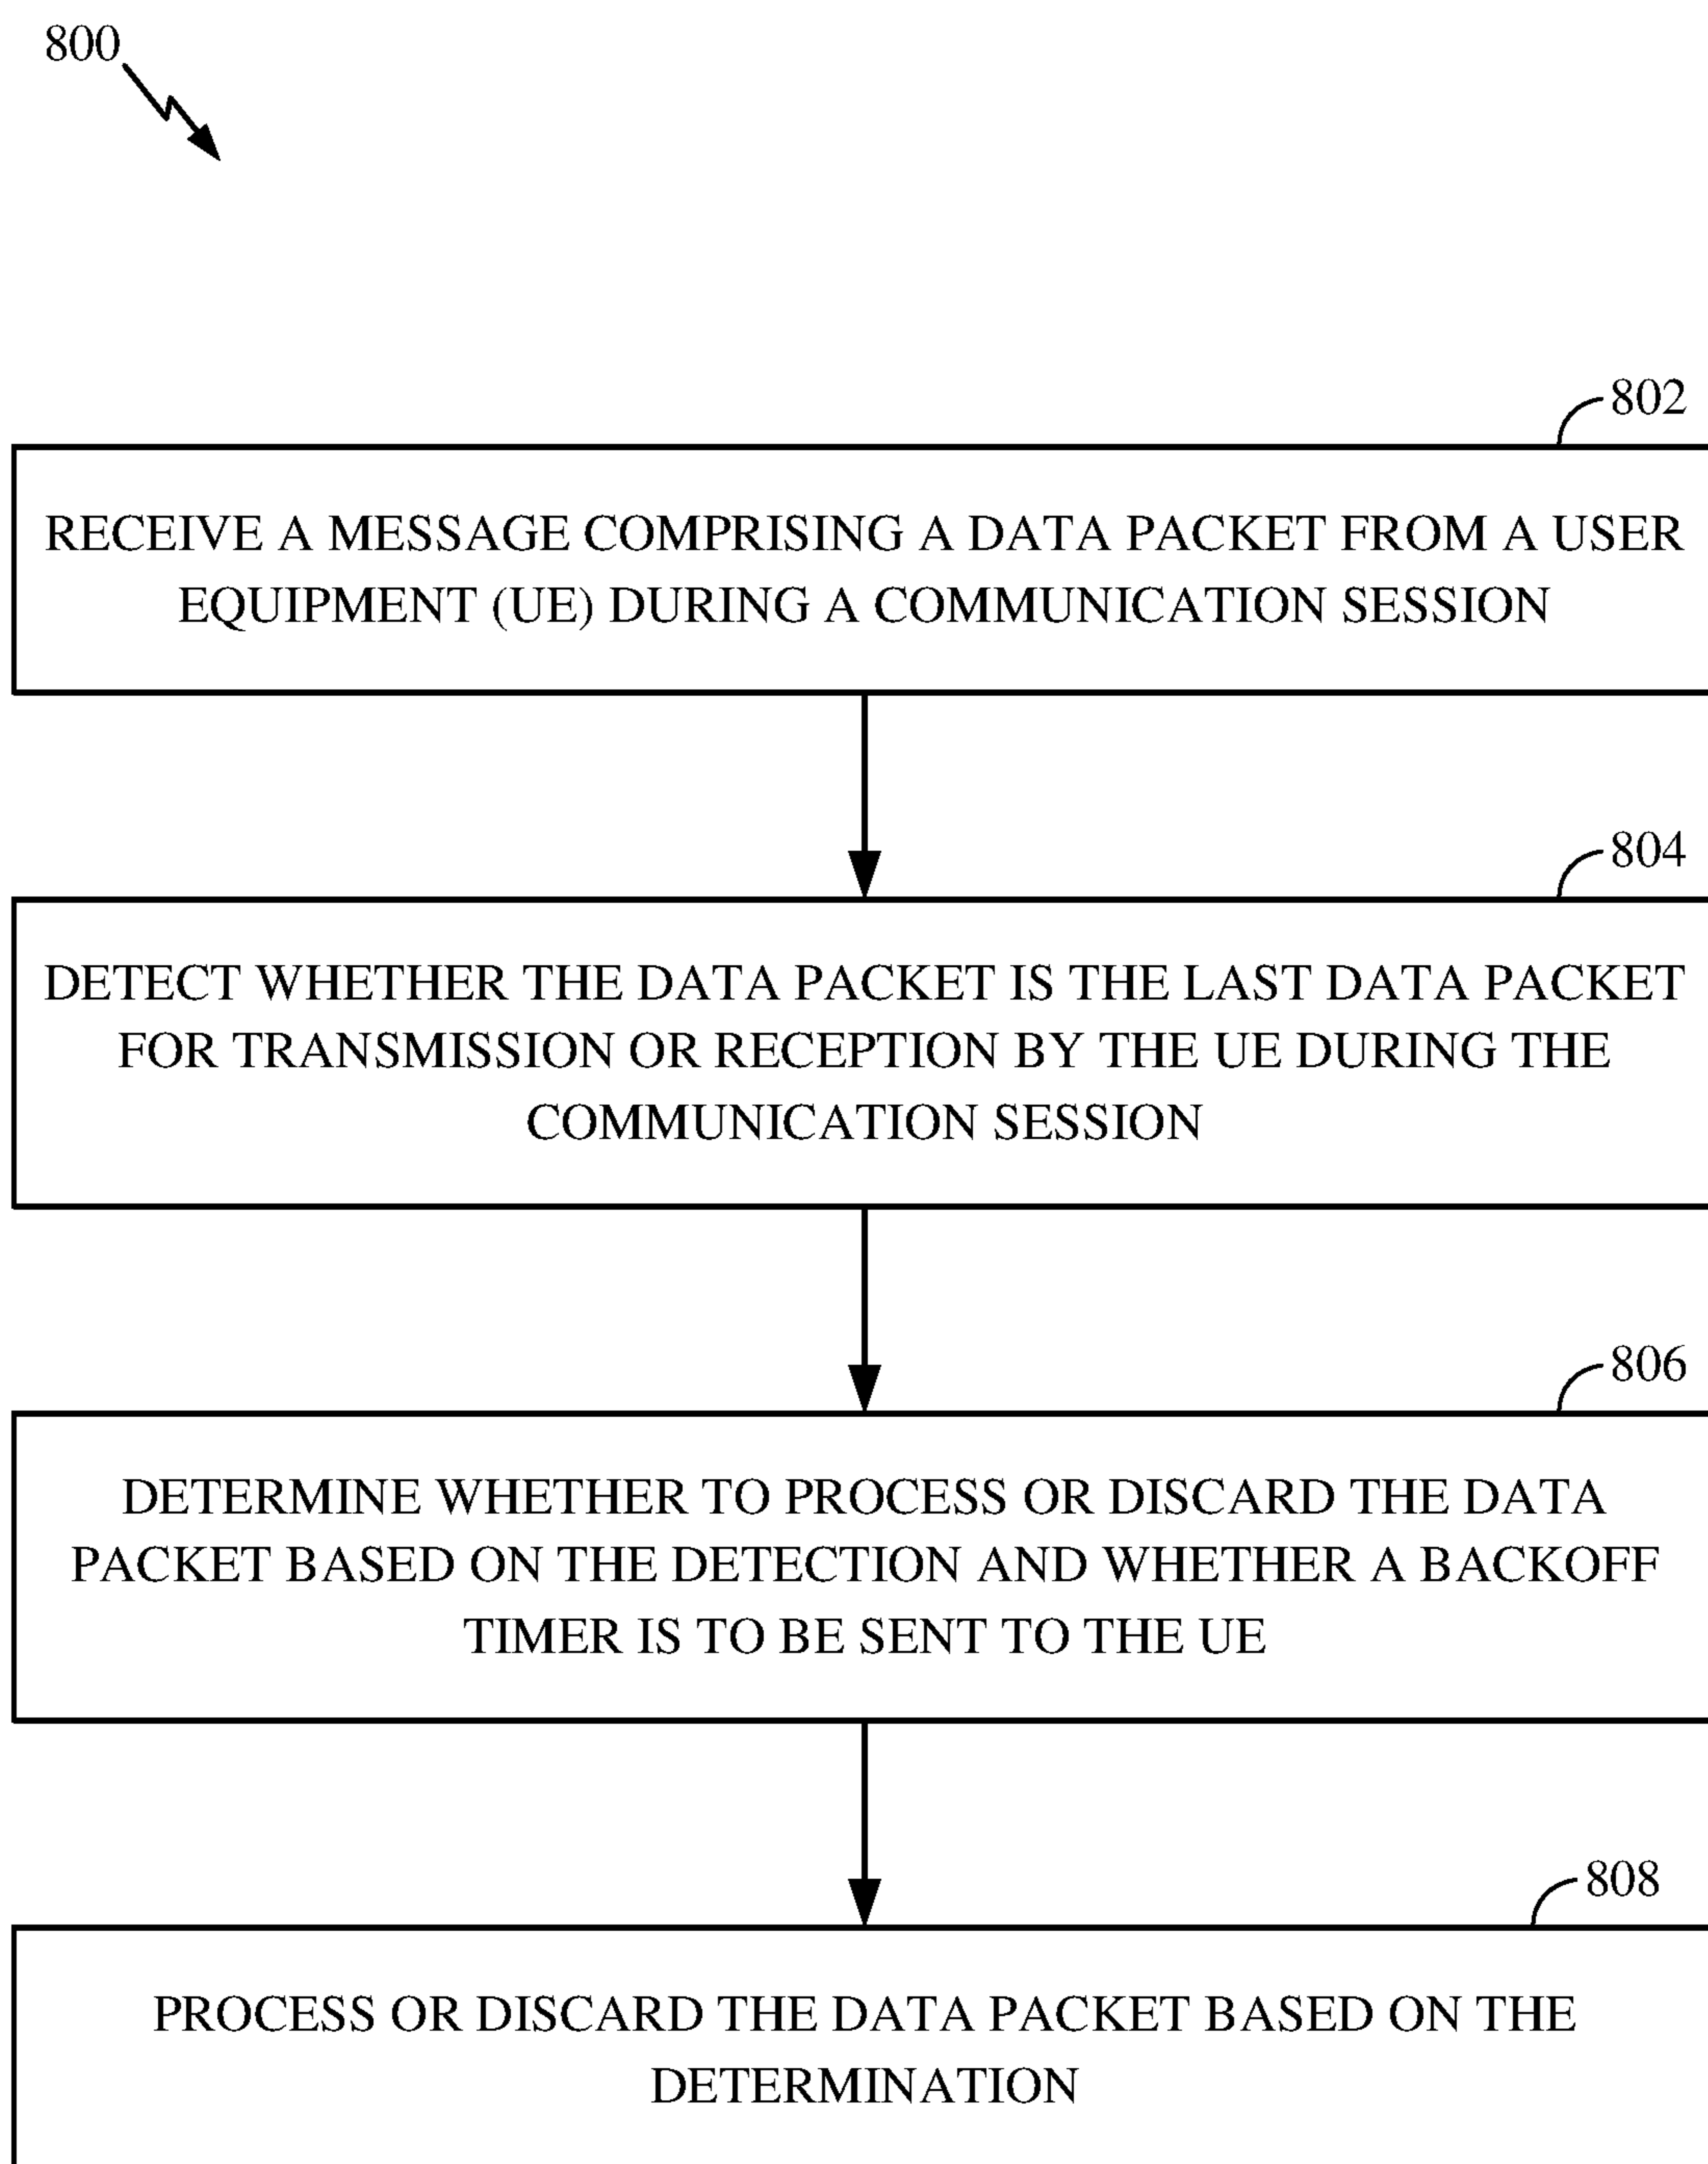 800
802
RECEIVE A MESSAGE COMPRISING A DATA PACKET FROM A USER
EQUIPMENT (UE) DURING A COMMUNICATION SESSION
804
DETECT WHETHER THE DATA PACKET IS THE LAST DATA PACKET
FOR TRANSMISSION OR RECEPTION BY THE UE DURING THE
COMMUNICATION SESSION
806
DETERMINE WHETHER TO PROCESS OR DISCARD THE DATA
PACKET BASED ON THE DETECTION AND WHETHER A BACKOFF
TIMER IS TO BE SENT TO THE UE
808
PROCESS OR DISCARD THE DATA PACKET BASED ON THE
DETERMINATION